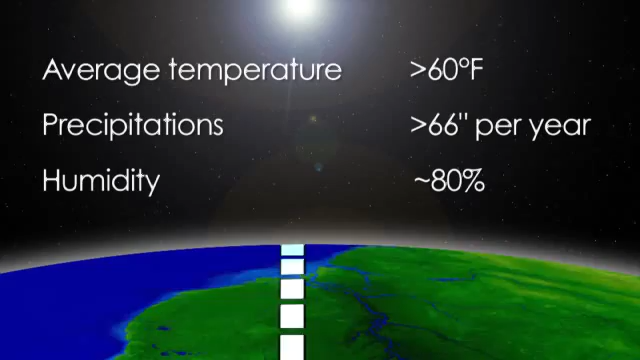 Average temperature >60°F
Precipitations >66" per year
Humidity ~80%